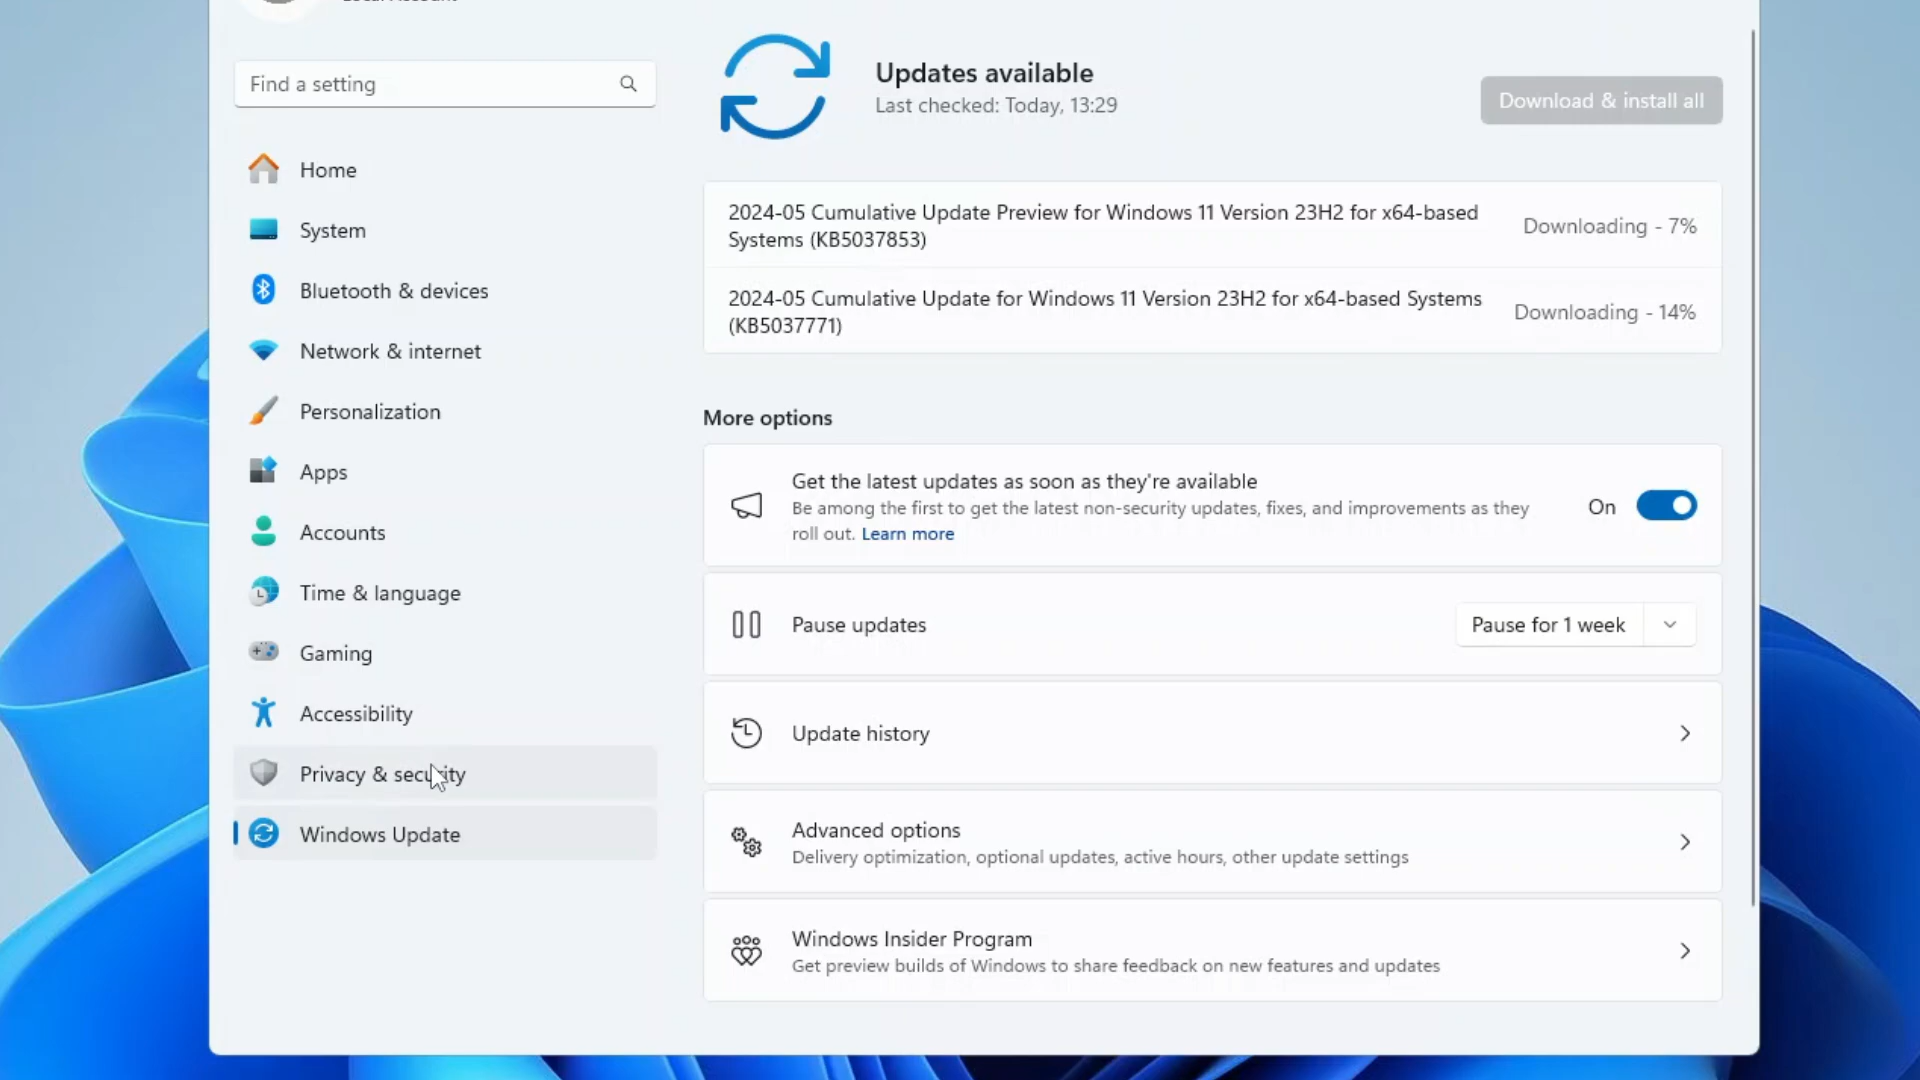 Local Account
Find a setting
Home
System
Bluetooth & devices
Network & internet
Personalization
Apps
Accounts
Time & language
Gaming
Accessibility
Privacy & security
Windows Update
Updates available
Last checked: Today, 13:29
Download & install all
2024-05 Cumulative Update Preview for Windows 11 Version 23H2 for x64-based
Systems (KB5037853)
Downloading - 7%
2024-05 Cumulative Update for Windows 11 Version 23H2 for x64-based Systems
(KB5037771)
Downloading - 14%
More options
Get the latest updates as soon as they're available
Be among the first to get the latest non-security updates, fixes, and improvements as they
roll out. Learn more
On
Pause updates
Pause for 1 week
Update history
Advanced options
Delivery optimization, optional updates, active hours, other update settings
Windows Insider Program
Get preview builds of Windows to share feedback on new features and updates